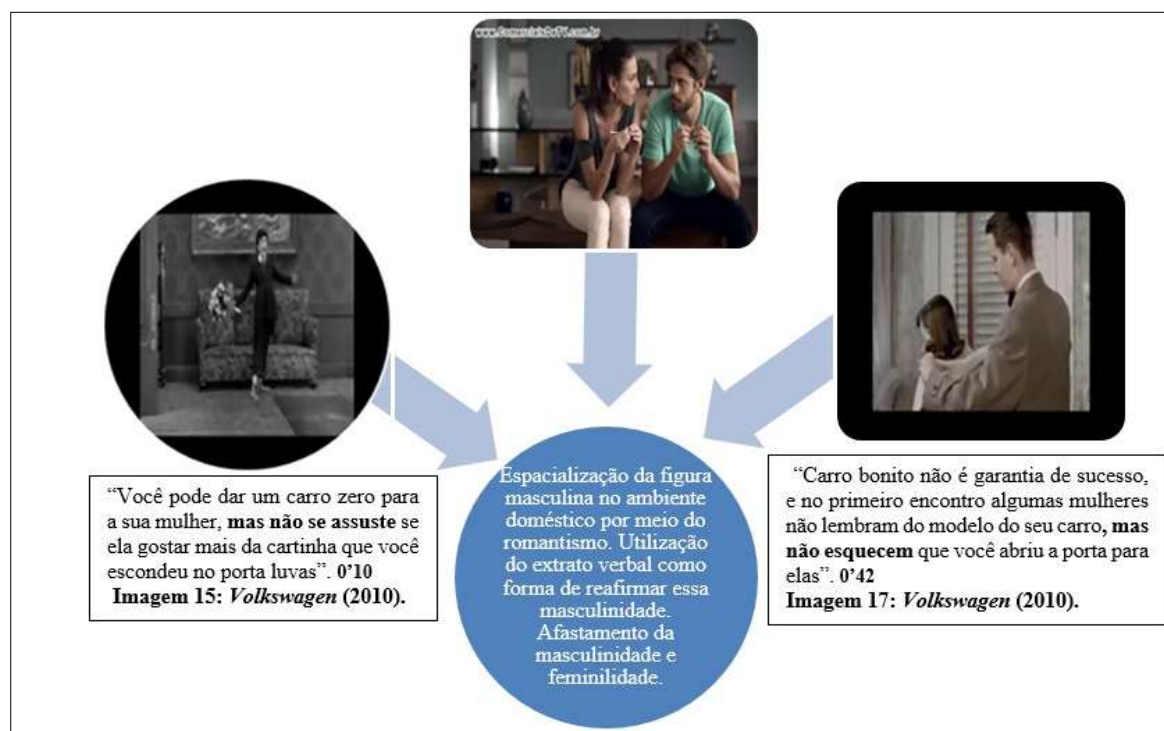 www.ComerciaisDeTV.com.br
“Você pode dar um carro zero para
a sua mulher, mas não se assuste se
ela gostar mais da cartinha que você
escondeu no porta luvas”. 0’10
Imagem 15: Volkswagen (2010).
Espacialização da figura
masculina no ambiente
doméstico por meio do
romantismo. Utilização
do extrato verbal como
forma de reafirmar essa
masculinidade.
Afastamento da
masculinidade e
feminilidade.
“Carro bonito não é garantia de sucesso,
e no primeiro encontro algumas mulheres
não lembram do modelo do seu carro, mas
não esquecem que você abriu a porta para
elas”. 0’42
Imagem 17: Volkswagen (2010).